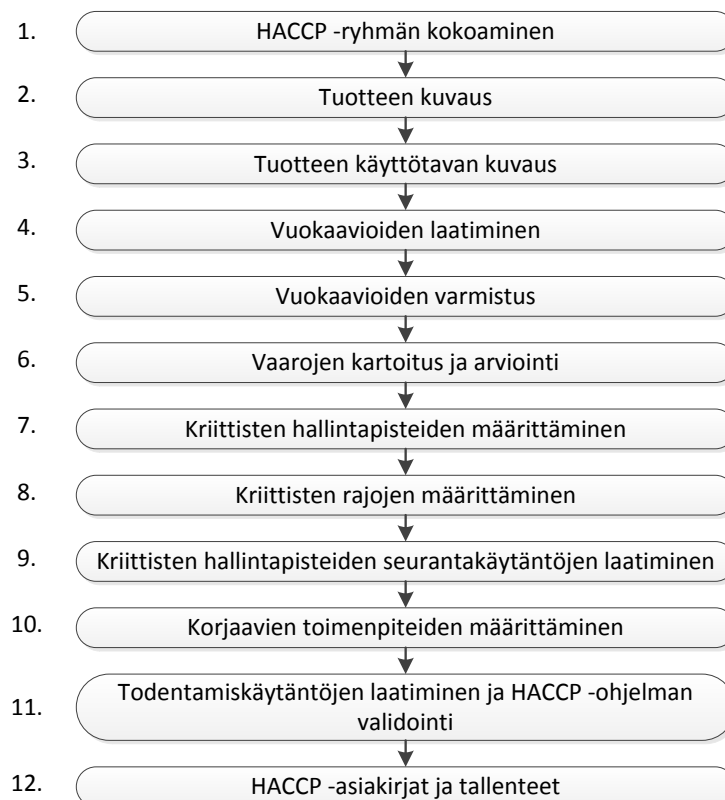 1. HACCP -ryhmän kokoaminen
2. Tuotteen kuvaus
3. Tuotteen käyttötavan kuvaus
4. Vuokaavioiden laatiminen
5. Vuokaavioiden varmistus
6. Vaarojen kartoitus ja arviointi
7. Kriittisten hallintapisteiden määrittäminen
8. Kriittisten rajojen määrittäminen
9. Kriittisten hallintapisteiden seurantakäytäntöjen laatiminen
10. Korjaavien toimenpiteiden määrittäminen
11. Todentamiskäytäntöjen laatiminen ja HACCP -ohjelman
validointi
12. HACCP -asiakirjat ja tallenteet